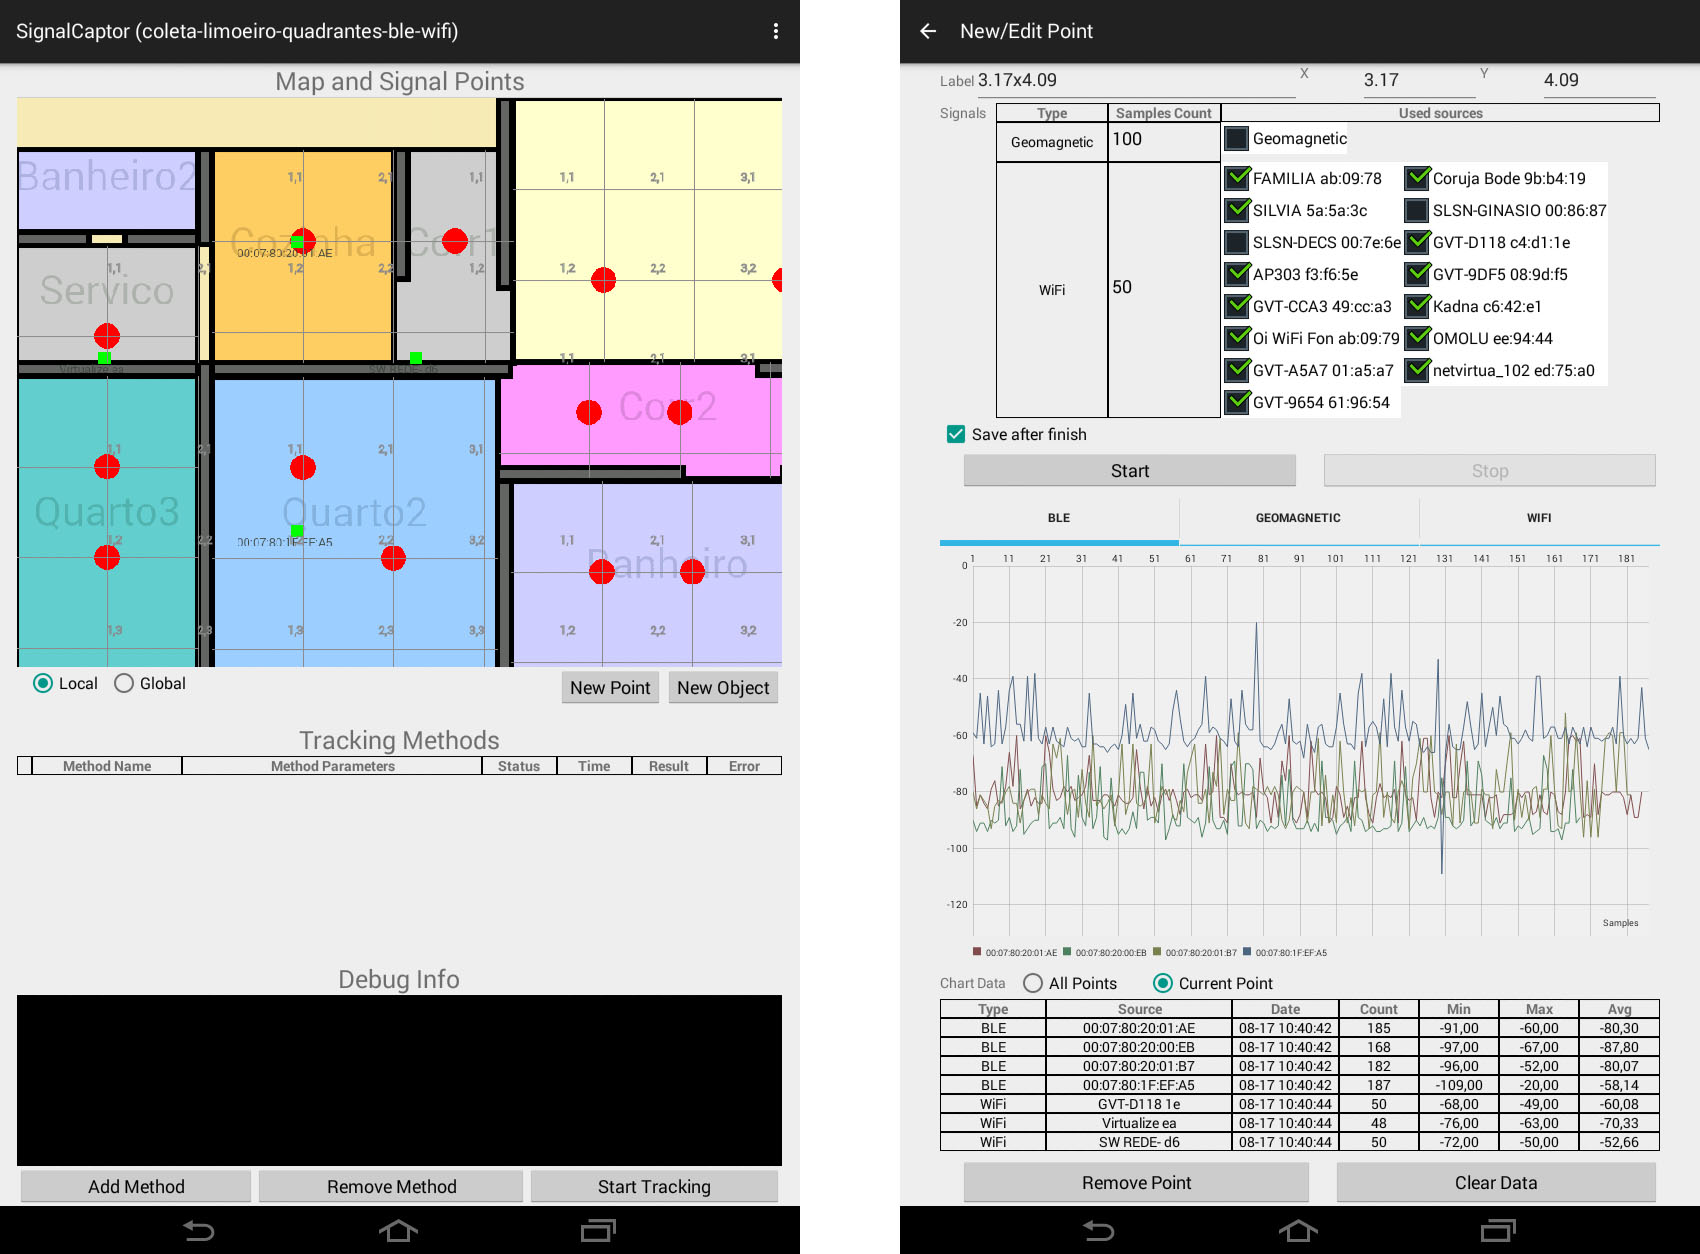 SignalCaptor (coleta-limoeiro-quadrantes-ble-wifi)
Map and Signal Points
Banheiro2
1,1 2,1 1,1 1,1 2,1 3,1
Cozinha Corr1
00:07:80:20:01:AE
1,1 2,1 1,2 1,2 1,2 2,2 3,2
Servico
1,2
1,1 2,1 3,1
Virtualize ea SW REDE- d6
Corr2
1,1 2,1 1,1 2,1 3,1
Quarto3 Quarto2
1,2 2,2 1,2 2,2 3,2 1,1 2,1 3,1
00:07:80:1F:EF:A5
Banheiro
1,3 2,3 1,3 2,3 3,3 1,2 2,2 3,2
Local Global New Point New Object
Tracking Methods
Method Name Method Parameters Status Time Result Error
Debug Info
Add Method Remove Method Start Tracking
New/Edit Point
Label 3.17x4.09 X 3.17 Y 4.09
Signals Type Samples Count Used sources
Geomagnetic 100 Geomagnetic
WiFi 50
FAMILIA ab:09:78 Coruja Bode 9b:b4:19
SILVIA 5a:5a:3c SLSN-GINASIO 00:86:87
SLSN-DECS 00:7e:6e GVT-D118 c4:d1:1e
AP303 f3:f6:5e GVT-9DF5 08:9d:f5
GVT-CCA3 49:cc:a3 Kadna c6:42:e1
Oi WiFi Fon ab:09:79 OMOLU ee:94:44
GVT-A5A7 01:a5:a7 netvirtua_102 ed:75:a0
GVT-9654 61:96:54
Save after finish
Start Stop
BLE GEOMAGNETIC WIFI
1 11 21 31 41 51 61 71 81 91 101 111 121 131 141 151 161 171 181
0
-20
-40
-60
-80
-100
-120
Samples
00:07:80:20:01:AE 00:07:80:20:00:EB 00:07:80:20:01:B7 00:07:80:1F:EF:A5
Chart Data All Points Current Point
Type Source Date Count Min Max Avg
BLE 00:07:80:20:01:AE 08-17 10:40:42 185 -91,00 -60,00 -80,30
BLE 00:07:80:20:00:EB 08-17 10:40:42 168 -97,00 -67,00 -87,80
BLE 00:07:80:20:01:B7 08-17 10:40:42 182 -96,00 -52,00 -80,07
BLE 00:07:80:1F:EF:A5 08-17 10:40:42 187 -109,00 -20,00 -58,14
WiFi GVT-D118 1e 08-17 10:40:44 50 -68,00 -49,00 -60,08
WiFi Virtualize ea 08-17 10:40:44 48 -76,00 -63,00 -70,33
WiFi SW REDE- d6 08-17 10:40:44 50 -72,00 -50,00 -52,66
Remove Point Clear Data